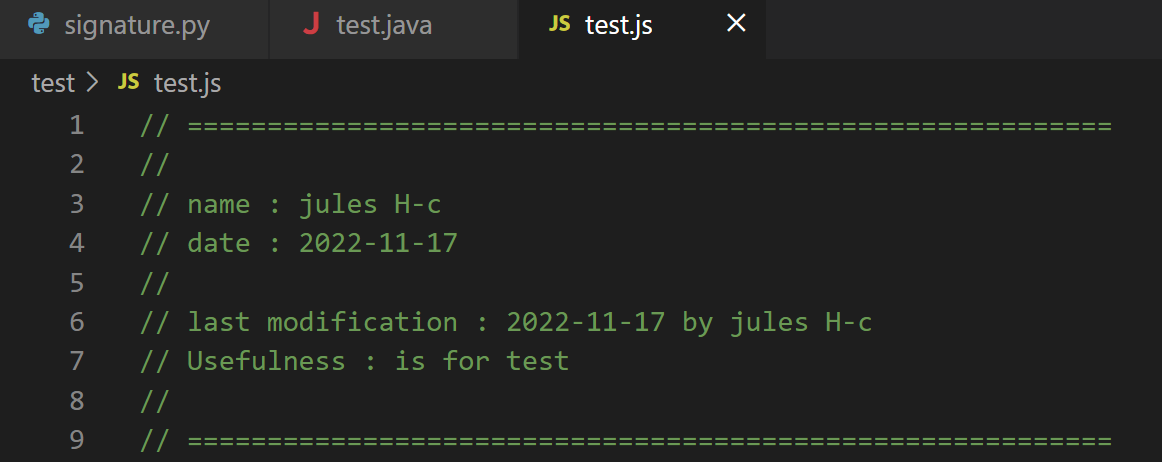 signature.py J test.java JS test.js
test > JS test.js
1 // ==========================================================
2 //
3 // name : jules H-c
4 // date : 2022-11-17
5 //
6 // last modification : 2022-11-17 by jules H-c
7 // Usefulness : is for test
8 //
9 // ==========================================================